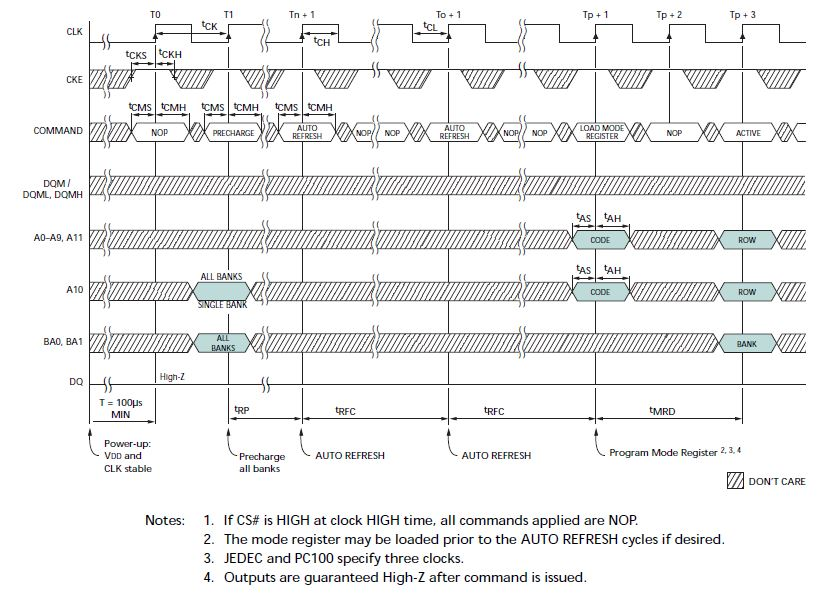 T0 T1 Tn + 1 To + 1 Tp + 1 Tp + 2 Tp + 3
CLK
tCK
tCH
tCL
tCKS tCKH
CKE
tCMS tCMH tCMS tCMH tCMS tCMH
COMMAND
NOP
PRECHARGE
AUTO
REFRESH
NOP
NOP
AUTO
REFRESH
NOP
NOP
LOAD MODE
REGISTER
NOP
ACTIVE
DQM /
DQML, DQMH
tAS tAH
A0–A9, A11
CODE
ROW
ALL BANKS
tAS tAH
A10
CODE
ROW
SINGLE BANK
BA0, BA1
ALL
BANKS
BANK
DQ
High-Z
T = 100µs
MIN
tRP
tRFC
tRFC
tMRD
Power-up:
VDD and
CLK stable
Precharge
all banks
AUTO REFRESH
AUTO REFRESH
Program Mode Register 2, 3, 4
DON'T CARE
Notes: 1. If CS# is HIGH at clock HIGH time, all commands applied are NOP.
2. The mode register may be loaded prior to the AUTO REFRESH cycles if desired.
3. JEDEC and PC100 specify three clocks.
4. Outputs are guaranteed High-Z after command is issued.